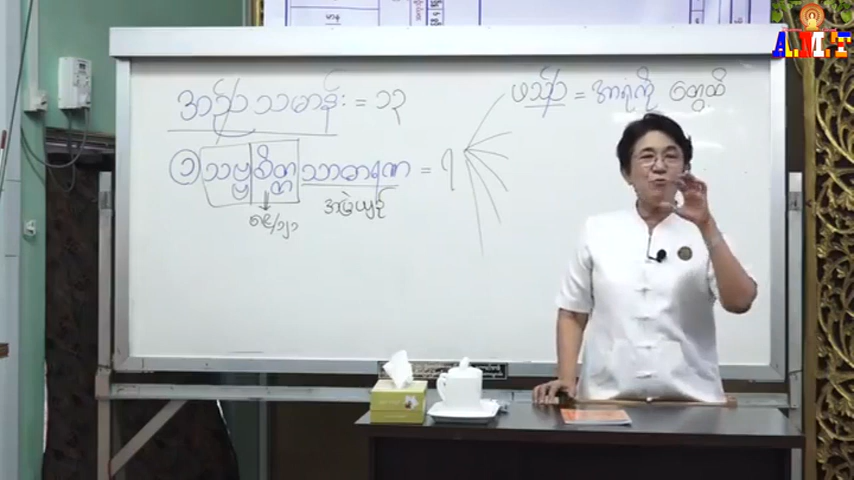 A.M.T
အညသမာန်း = ၁၃
ဖဿ = အာရုံကို တွေ့ထိ
၁ သဗ္ဗစိတ္တ သာဓာရဏ = ၇
၈၉/၁၂၁
အမြဲယှဉ်